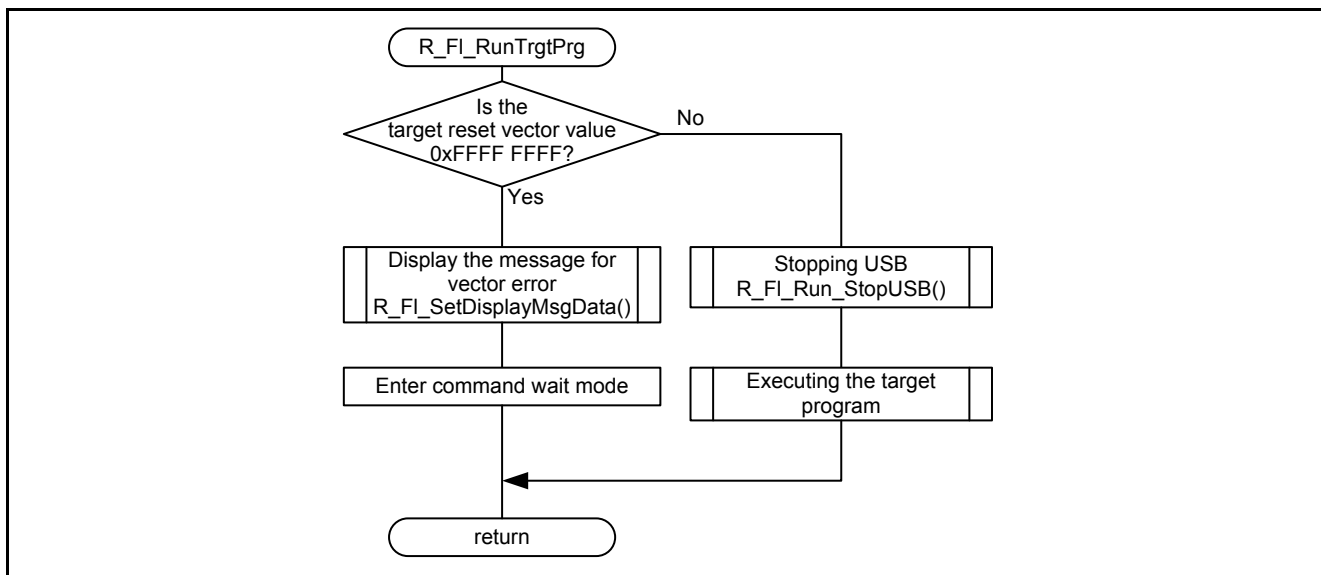 R_Fl_RunTrgtPrg
Is the
target reset vector value
0xFFFF FFFF?
No
Yes
Display the message for
vector error
R_Fl_SetDisplayMsgData()
Stopping USB
R_Fl_Run_StopUSB()
Enter command wait mode
Executing the target
program
return